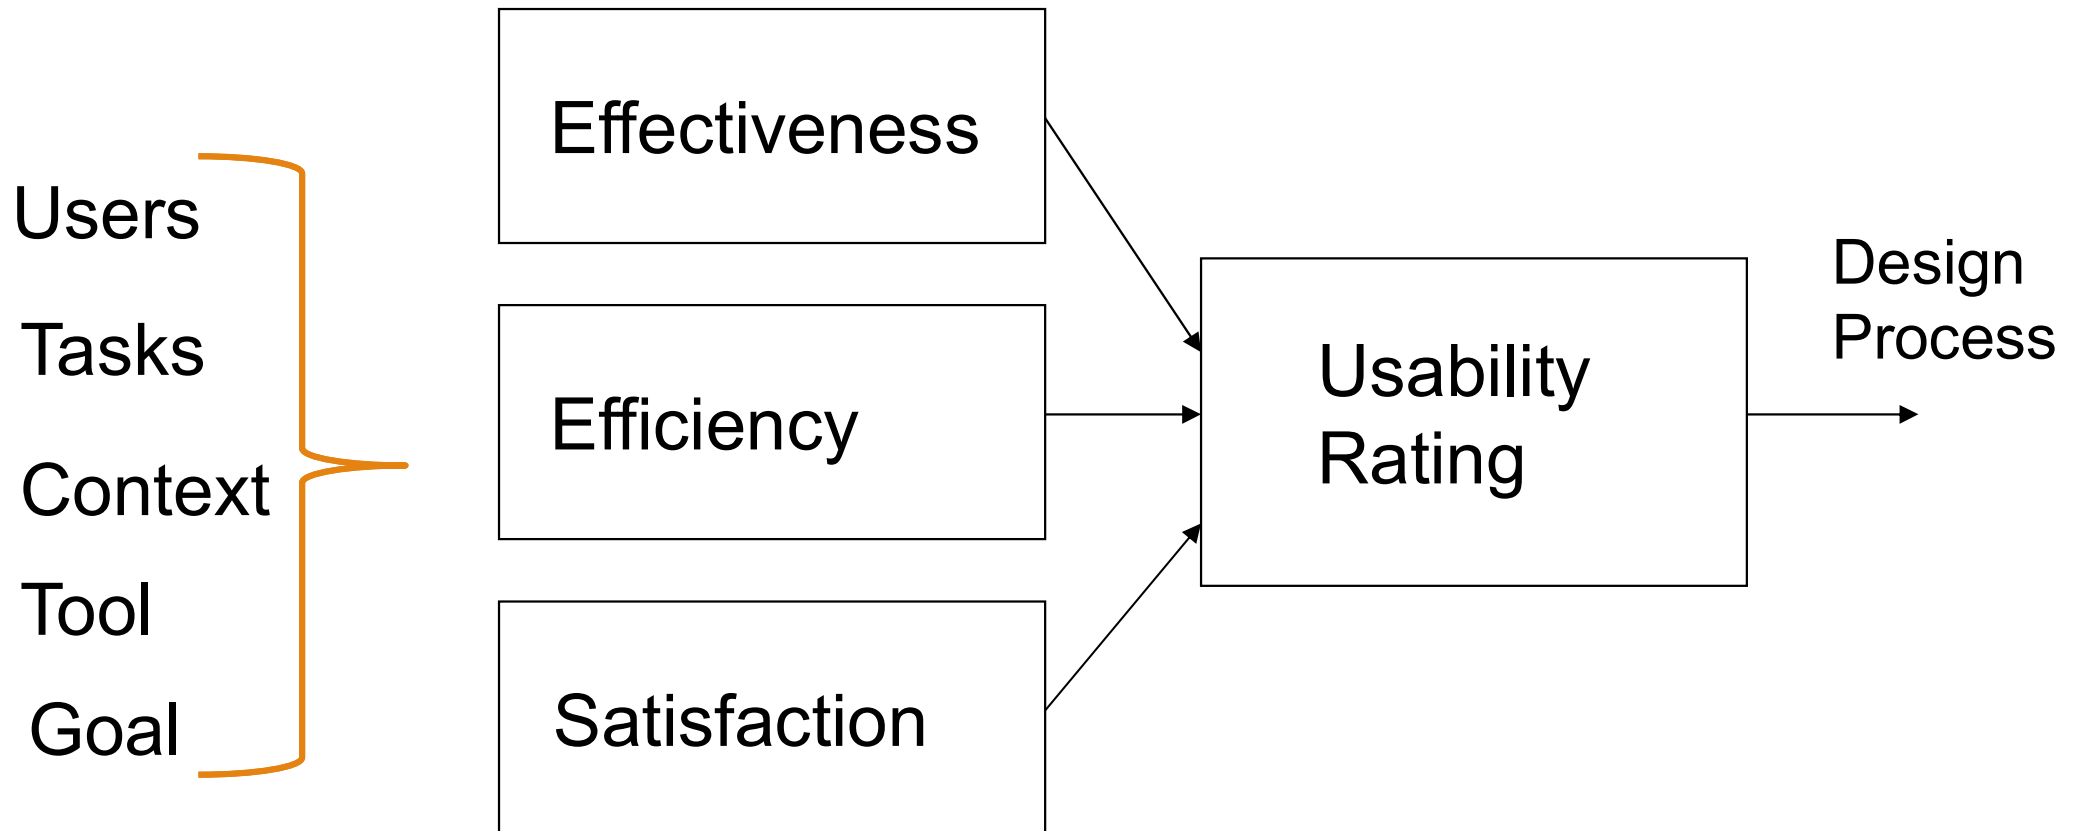 Users
Tasks
Context
Tool
Goal
Effectiveness
Efficiency
Satisfaction
Usability
Rating
Design
Process